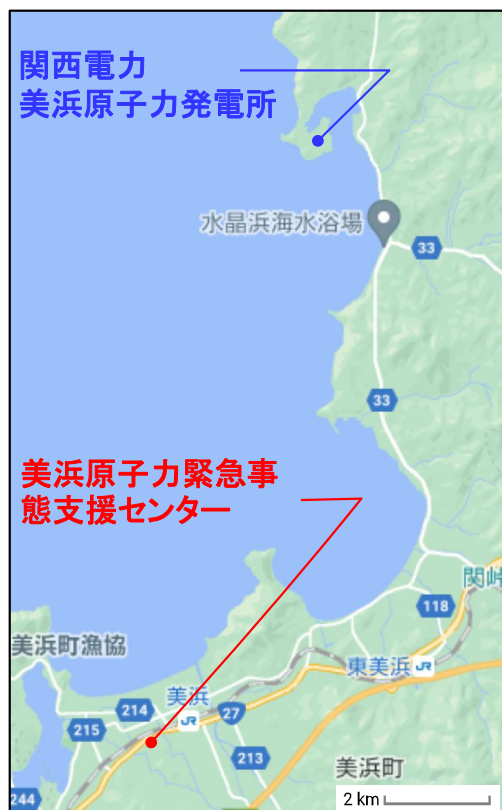 関西電力
美浜原子力発電所
水晶浜海水浴場
33
33
美浜原子力緊急事
態支援センター
関峠
118
美浜町漁協
東美浜 JR
美浜
214
JR
27
215
213
美浜町
244
2 km